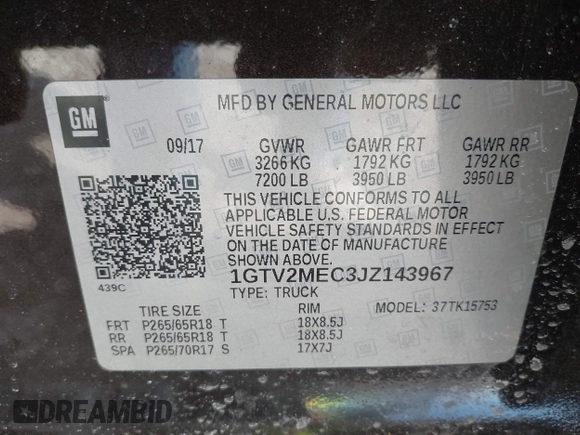 GM
MFD BY GENERAL MOTORS LLC
09/17 GVWR GAWR FRT GAWR RR
3266 KG 1792 KG 1792 KG
7200 LB 3950 LB 3950 LB
THIS VEHICLE CONFORMS TO ALL
APPLICABLE U.S. FEDERAL MOTOR
VEHICLE SAFETY STANDARDS IN EFFECT
ON THE DATE OF MANUFACTURE
SHOWN ABOVE.
439C
1GTV2MEC3JZ143967
TYPE: TRUCK
MODEL: 37TK15753
TIRE SIZE RIM
FRT P265/65R18 T 18X8.5J
RR P265/65R18 T 18X8.5J
SPA P265/70R17 S 17X7J
DREAMBID